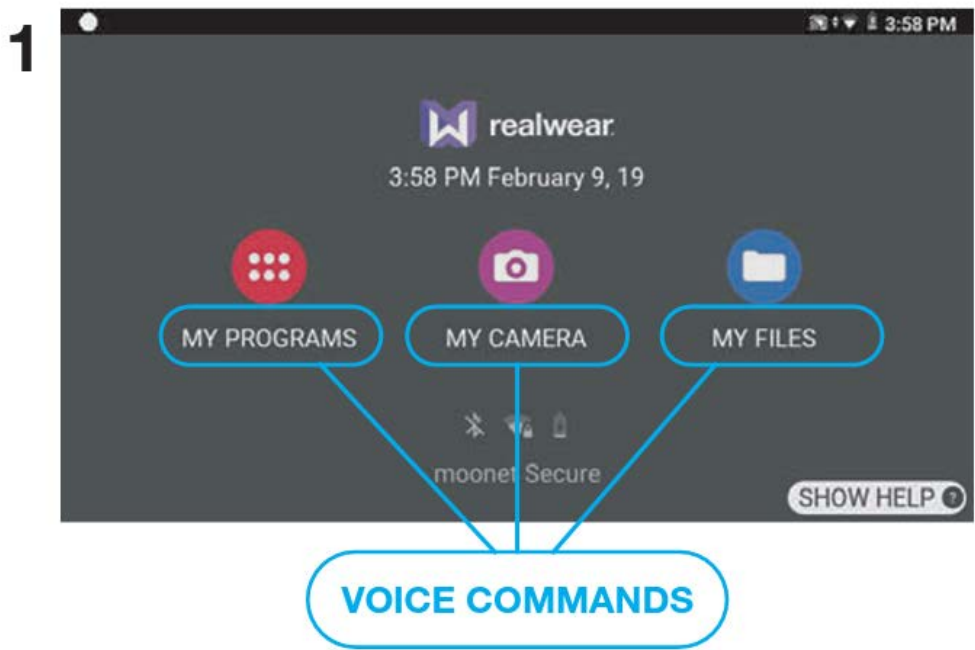 1
3:58 PM
realwear
3:58 PM February 9, 19
MY PROGRAMS MY CAMERA MY FILES
moonet Secure
SHOW HELP ?
VOICE COMMANDS